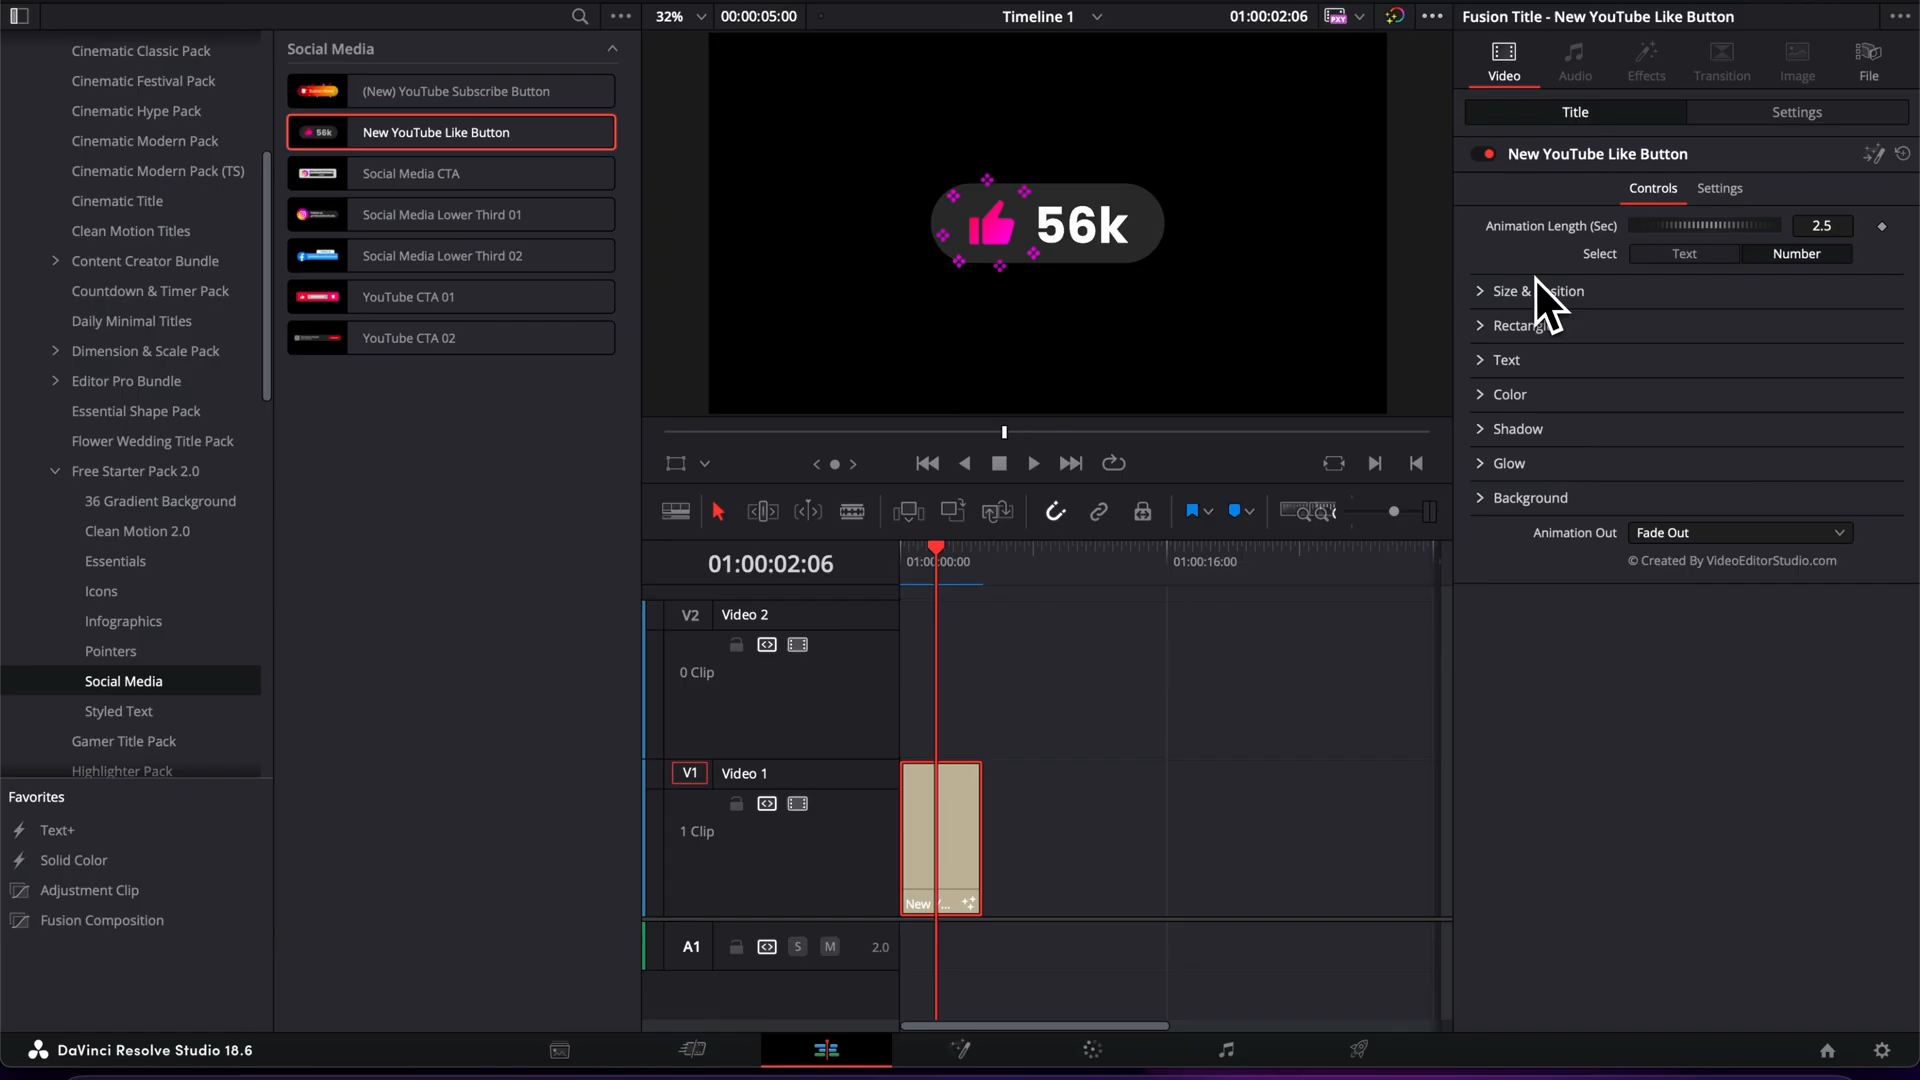 32%
00:00:05:00
Timeline 1
01:00:02:06
PXY
Fusion Title - New YouTube Like Button
Cinematic Classic Pack
Cinematic Festival Pack
Cinematic Hype Pack
Cinematic Modern Pack
Cinematic Modern Pack (TS)
Cinematic Title
Clean Motion Titles
Content Creator Bundle
Countdown & Timer Pack
Daily Minimal Titles
Dimension & Scale Pack
Editor Pro Bundle
Essential Shape Pack
Flower Wedding Title Pack
Free Starter Pack 2.0
36 Gradient Background
Clean Motion 2.0
Essentials
Icons
Infographics
Pointers
Social Media
Styled Text
Gamer Title Pack
Highlighter Pack
Favorites
Text+
Solid Color
Adjustment Clip
Fusion Composition
Social Media
(New) YouTube Subscribe Button
56k
New YouTube Like Button
Social Media CTA
Social Media Lower Third 01
Social Media Lower Third 02
YouTube CTA 01
YouTube CTA 02
56k
01:00:02:06
01:00:00:00
01:00:16:00
V2
Video 2
0 Clip
V1
Video 1
1 Clip
New Y...
A1
S
M
2.0
Video
Audio
Effects
Transition
Image
File
Title
Settings
New YouTube Like Button
Controls
Settings
Animation Length (Sec)
2.5
Select
Text
Number
Size &
Text
Color
Shadow
Glow
Background
Animation Out
Fade Out
© Created By VideoEditorStudio.com
DaVinci Resolve Studio 18.6